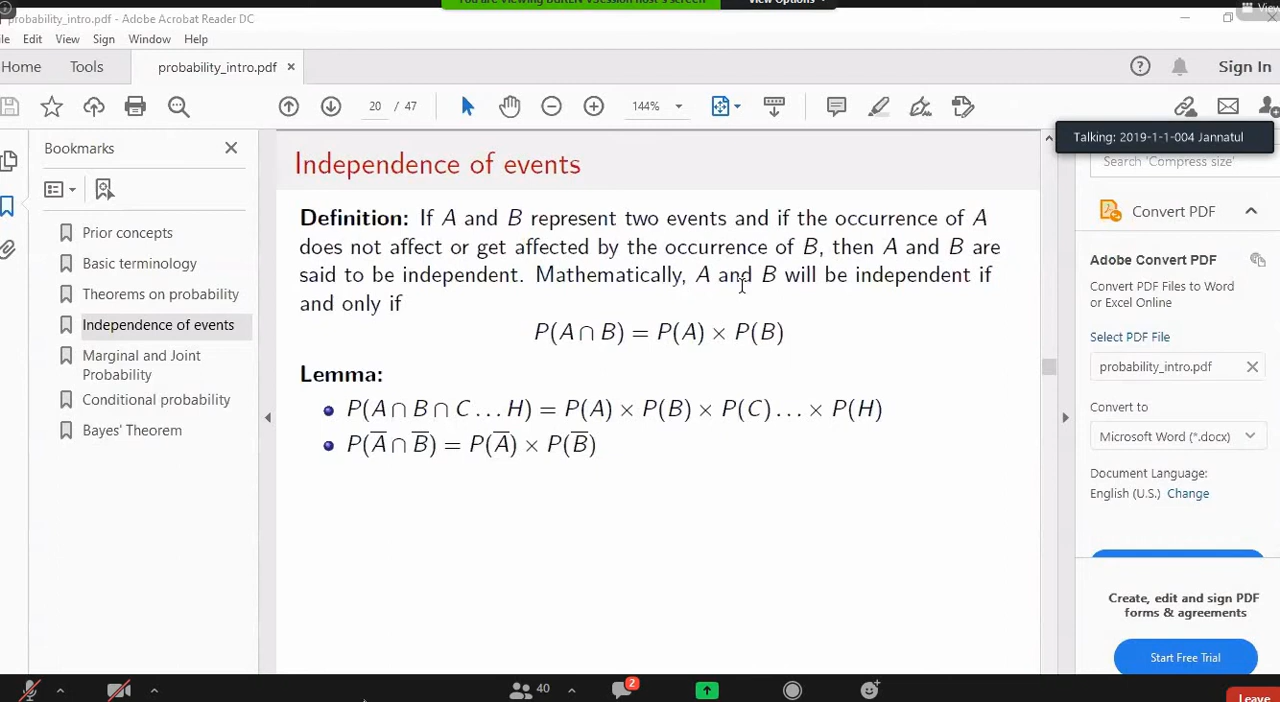 probability_intro.pdf - Adobe Acrobat Reader DC
Edit View Sign Window Help
Home Tools probability_intro.pdf × Sign In
20 / 47 144%
Talking: 2019-1-1-004 Jannatul
Bookmarks
Prior concepts
Basic terminology
Theorems on probability
Independence of events
Marginal and Joint
Probability
Conditional probability
Bayes' Theorem
Independence of events
Definition: If A and B represent two events and if the occurrence of A
does not affect or get affected by the occurrence of B, then A and B are
said to be independent. Mathematically, A and B will be independent if
and only if
P(A ∩ B) = P(A) × P(B)
Lemma:
P(A ∩ B ∩ C ... H) = P(A) × P(B) × P(C) ... × P(H)
P(A̅ ∩ B̅) = P(A̅) × P(B̅)
Search 'Compress size'
Convert PDF
Adobe Convert PDF
Convert PDF Files to Word
or Excel Online
Select PDF File
probability_intro.pdf
Convert to
Microsoft Word (*.docx)
Document Language:
English (U.S.) Change
Create, edit and sign PDF
forms & agreements
Start Free Trial
40 2
Leave